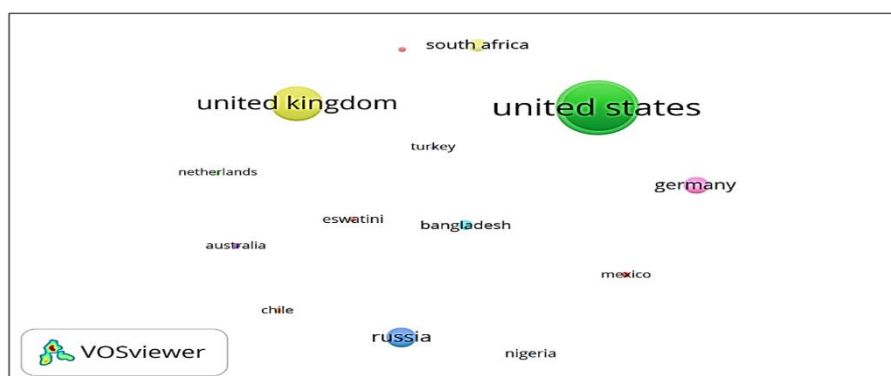 south africa
united kingdom
united states
turkey
netherlands
germany
eswatini
bangladesh
australia
mexico
chile
russia
nigeria
VOSviewer